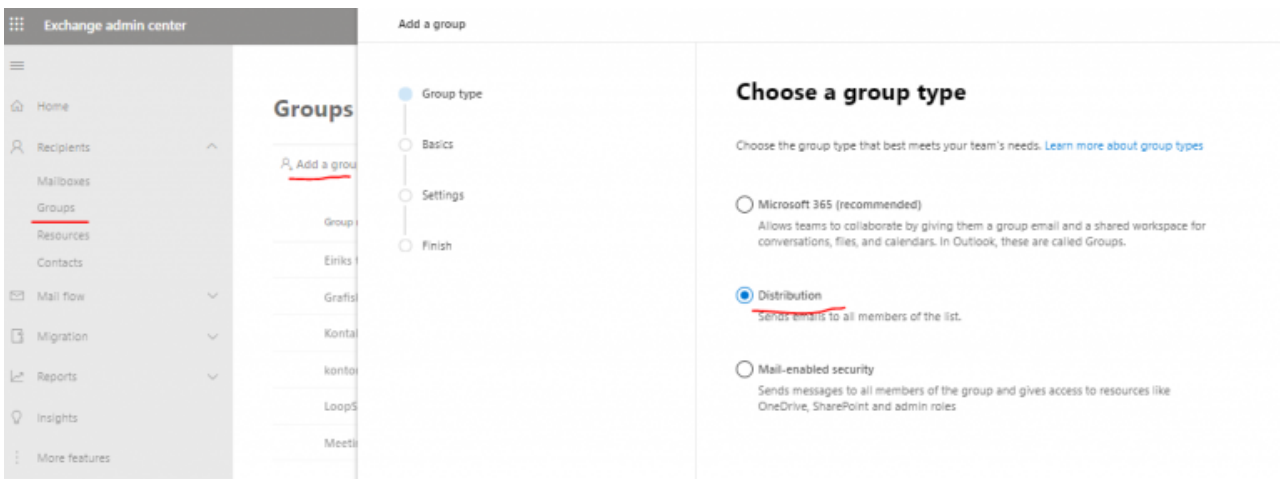 Exchange admin center
Home
Recipients
Mailboxes
Groups
Resources
Contacts
Mail flow
Migration
Reports
Insights
More features
Groups
Add a grou
Group
Eiriks
Grafis
Kontak
kontor
LoopS
Meeti
Add a group
Group type
Basics
Settings
Finish
Choose a group type
Choose the group type that best meets your team's needs. Learn more about group types
Microsoft 365 (recommended)
Allows teams to collaborate by giving them a group email and a shared workspace for
conversations, files, and calendars. In Outlook, these are called Groups.
Distribution
Sends emails to all members of the list.
Mail-enabled security
Sends messages to all members of the group and gives access to resources like
OneDrive, SharePoint and admin roles